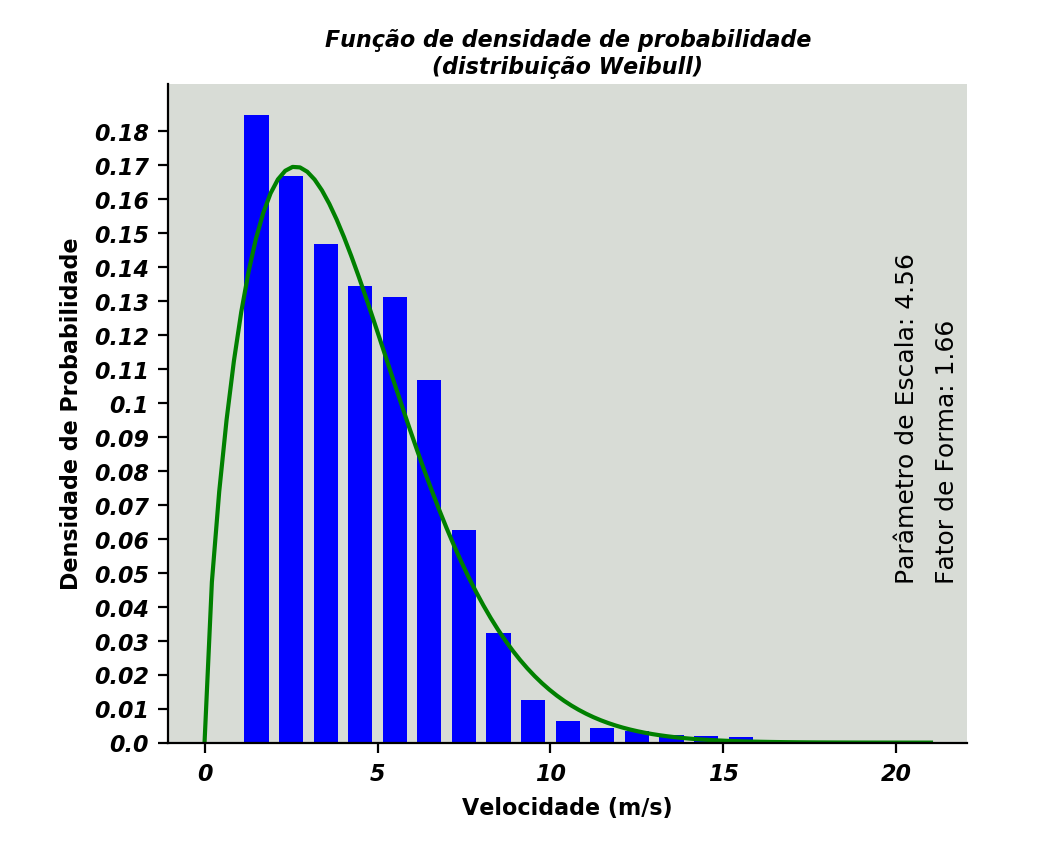 Função de densidade de probabilidade
(distribuição Weibull)
Densidade de Probabilidade
0.18
0.17
0.16
0.15
0.14
0.13
0.12
0.11
0.1
0.09
0.08
0.07
0.06
0.05
0.04
0.03
0.02
0.01
0.0
Parâmetro de Escala: 4.56
Fator de Forma: 1.66
0 5 10 15 20
Velocidade (m/s)